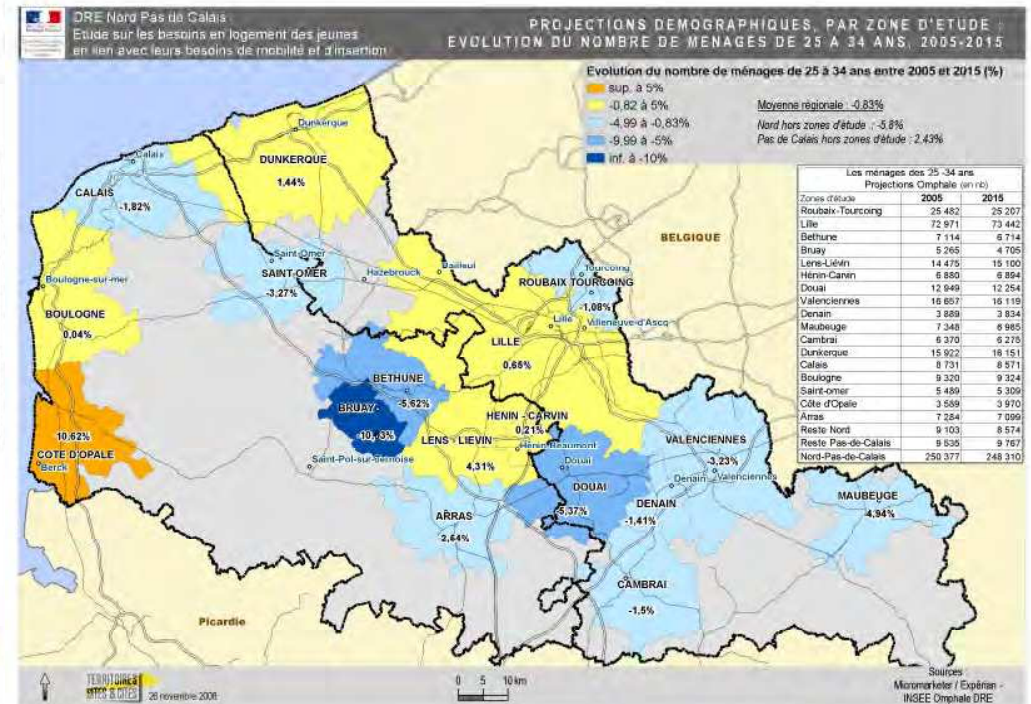 DRE Nord Pas de Calais
Etude sur les besoins en logement des jeunes
en lien avec leurs besoins de mobilité et d'insertion
PROJECTIONS DEMOGRAPHIQUES, PAR ZONE D'ETUDE :
EVOLUTION DU NOMBRE DE MENAGES DE 25 A 34 ANS, 2005-2015
Evolution du nombre de ménages de 25 à 34 ans entre 2005 et 2015 (%)
sup. à 5%
-0,82 à 5%
-4,99 à -0,83%
-9,99 à -5%
inf. à -10%
Moyenne régionale : -0,83%
Nord hors zones d'étude : -5,8%
Pas de Calais hors zones d'étude : 2,43%
Les ménages des 25 -34 ans
Projections Omphale (en nb)
Zones d'étude 2005 2015
Roubaix-Tourcoing 25 482 25 207
Lille 72 971 73 442
Bethune 7 114 6 714
Bruay 5 265 4 705
Lens-Liévin 14 475 15 100
Hénin-Carvin 6 880 6 894
Douai 12 949 12 254
Valenciennes 16 657 16 119
Denain 3 889 3 834
Maubeuge 7 348 6 985
Cambrai 6 370 6 275
Dunkerque 15 922 16 151
Calais 8 731 8 571
Boulogne 9 320 9 324
Saint-omer 5 489 5 309
Côte d'Opale 3 589 3 970
Arras 7 284 7 099
Reste Nord 9 103 8 574
Reste Pas-de-Calais 9 535 9 767
Nord-Pas-de-Calais 250 377 248 310
Dunkerque
DUNKERQUE
1,44%
Calais
CALAIS
-1,82%
Saint-Omer
SAINT-OMER
-3,27%
Hazebrouck
Bailleul
BELGIQUE
Tourcoing
ROUBAIX TOURCOING
-1,08%
Boulogne-sur-mer
BOULOGNE
0,04%
Lille
Villeneuve-d'Ascq
LILLE
0,65%
BETHUNE
-5,62%
BRUAY
HENIN - CARVIN
0,21%
Hénin-Beaumont
LENS - LIEVIN
4,31%
10,62%
COTE D'OPALE
Berck
Saint-Pol-sur-ternoise
Douai
DOUAI
-5,37%
VALENCIENNES
-3,23%
Denain
Valenciennes
DENAIN
-1,41%
MAUBEUGE
-4,94%
ARRAS
2,54%
CAMBRAI
-1,5%
Picardie
TERRITOIRES
SITES & CITES
26 novembre 2008
0 5 10 km
Sources :
Micromarketer / Expérian -
INSEE Omphale DRE